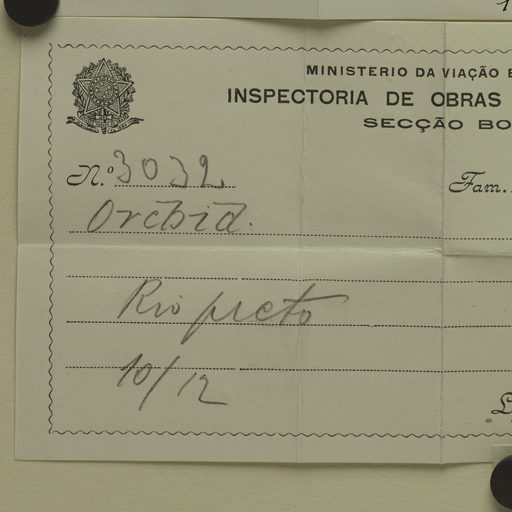 MINISTERIO DA VIAÇÃO E
INSPECTORIA DE OBRAS
SECÇÃO BO
N.º 3032 Fam.
Orchid.
Rio preto
10/12